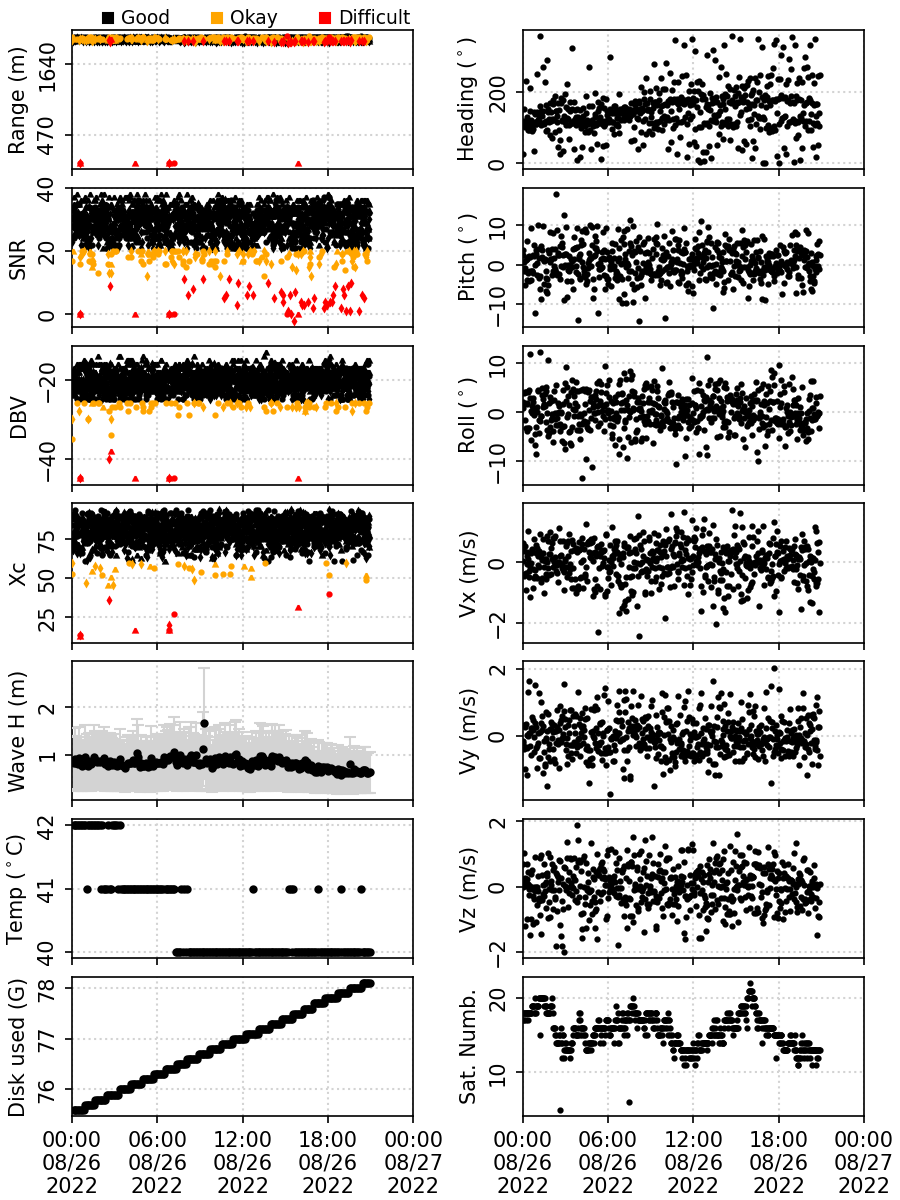 Good Okay Difficult
Range (m)
1640
470
Heading (°)
200
0
SNR
40
20
0
Pitch (°)
10
0
−10
DBV
−20
−40
Roll (°)
10
0
−10
Xc
75
50
25
Vx (m/s)
0
−2
Wave H (m)
2
1
Vy (m/s)
2
0
Temp (°C)
42
41
40
Vz (m/s)
2
0
−2
Disk used (G)
78
77
76
Sat. Numb.
20
10
00:00 06:00 12:00 18:00 00:00
08/26 08/26 08/26 08/26 08/27
2022 2022 2022 2022 2022
00:00 06:00 12:00 18:00 00:00
08/26 08/26 08/26 08/26 08/27
2022 2022 2022 2022 2022